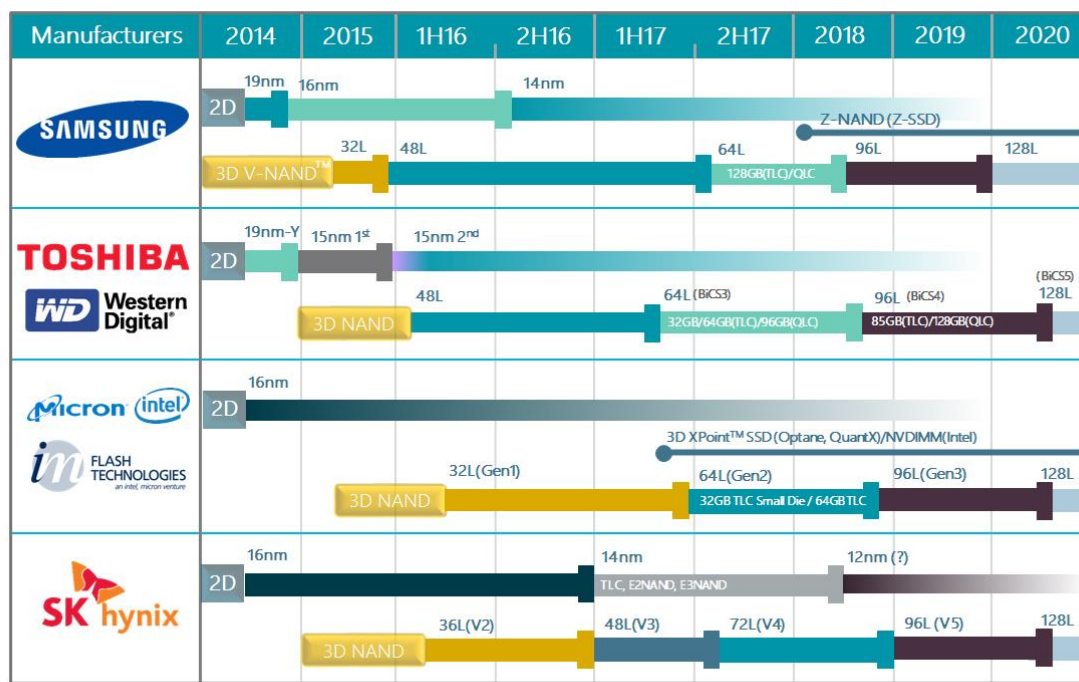 Manufacturers 2014 2015 1H16 2H16 1H17 2H17 2018 2019 2020
19nm 16nm 14nm
2D
SAMSUNG
Z-NAND (Z-SSD)
32L 48L 64L 96L 128L
3D V-NAND™ 128GB(TLC)/QLC
19nm-Y 15nm 1st 15nm 2nd
TOSHIBA 2D
(BiCS5)
48L 64L (BiCS3) 96L (BiCS4) 128L
WD Western Digital®
3D NAND 32GB/64GB(TLC)/96GB(QLC) 85GB(TLC)/128GB(QLC)
16nm
Micron intel 2D
3D XPoint™ SSD (Optane, QuantX)/NVDIMM(Intel)
im FLASH TECHNOLOGIES
an intel, micron venture
32L(Gen1) 64L(Gen2) 96L(Gen3) 128L
3D NAND 32GB TLC Small Die / 64GB TLC
16nm 14nm 12nm (?)
2D TLC, E2NAND, E3NAND
SK hynix
36L(V2) 48L(V3) 72L(V4) 96L (V5) 128L
3D NAND